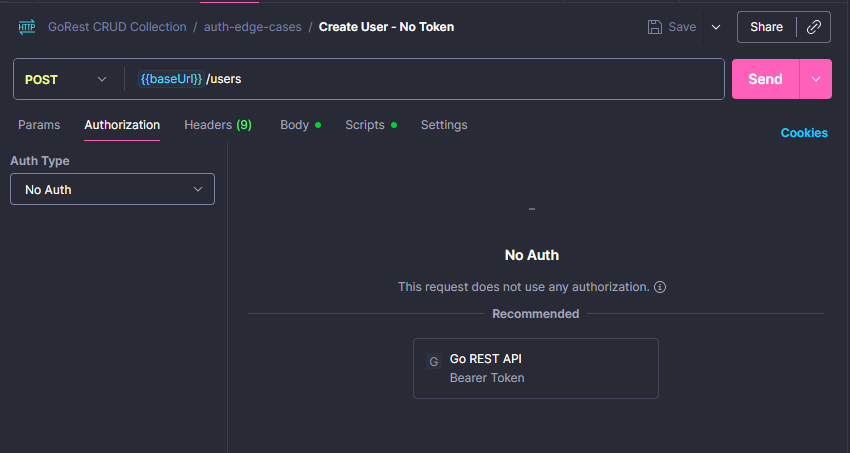 HTTP GoRest CRUD Collection / auth-edge-cases / Create User - No Token Save Share
POST {{baseUrl}} /users Send
Params Authorization Headers (9) Body Scripts Settings Cookies
Auth Type
No Auth
No Auth
This request does not use any authorization.
Recommended
G Go REST API
Bearer Token